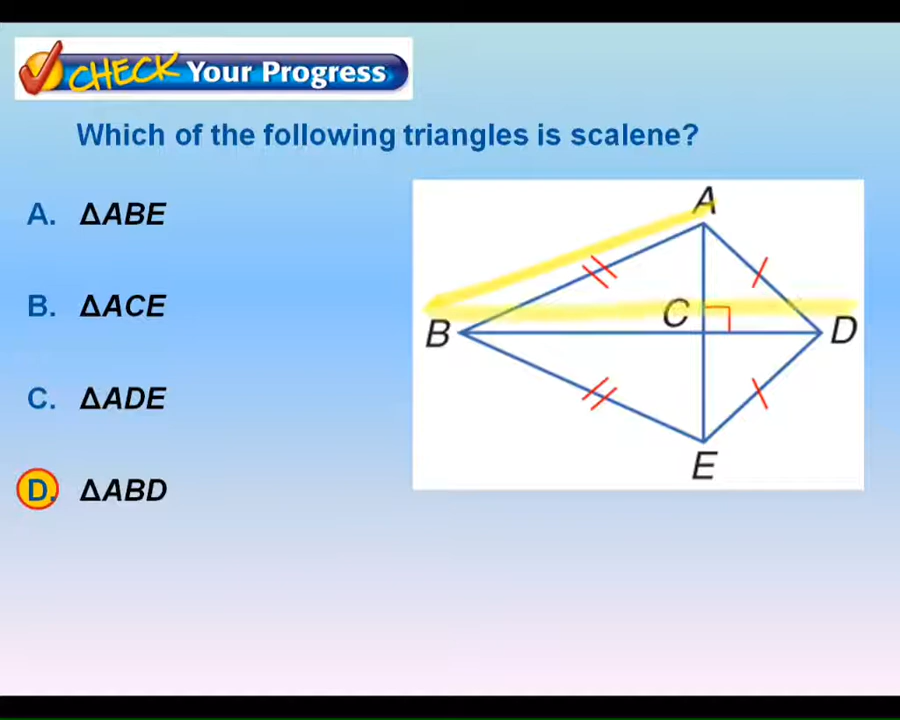 CHECK Your Progress
Which of the following triangles is scalene?
A. ΔABE
B. ΔACE
C. ΔADE
D. ΔABD
A
C
B
D
E